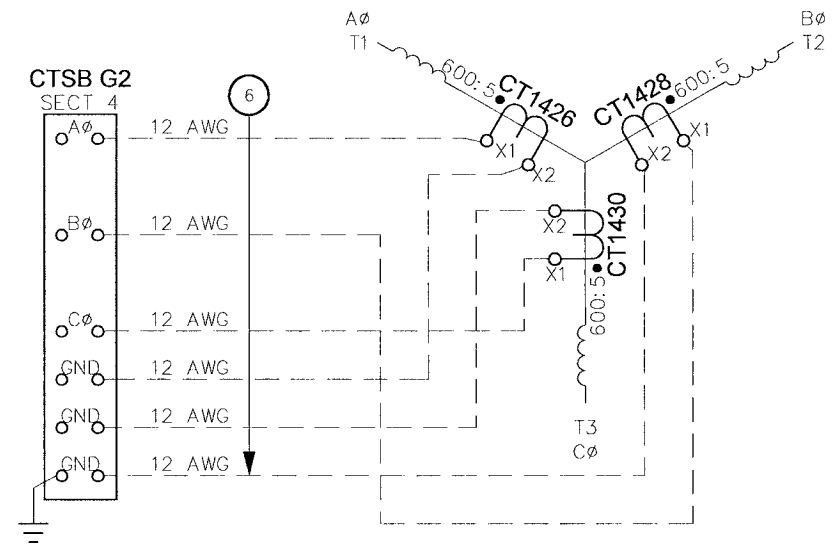 AØ
T1
BØ
T2
CTSB G2
SECT 4
6
600:5
CT1426
CT1428
600:5
AØ
12 AWG
X1
X2
X2
X1
BØ
12 AWG
X2
X1
CT1430
600:5
CØ
12 AWG
GND
12 AWG
GND
12 AWG
T3
CØ
GND
12 AWG